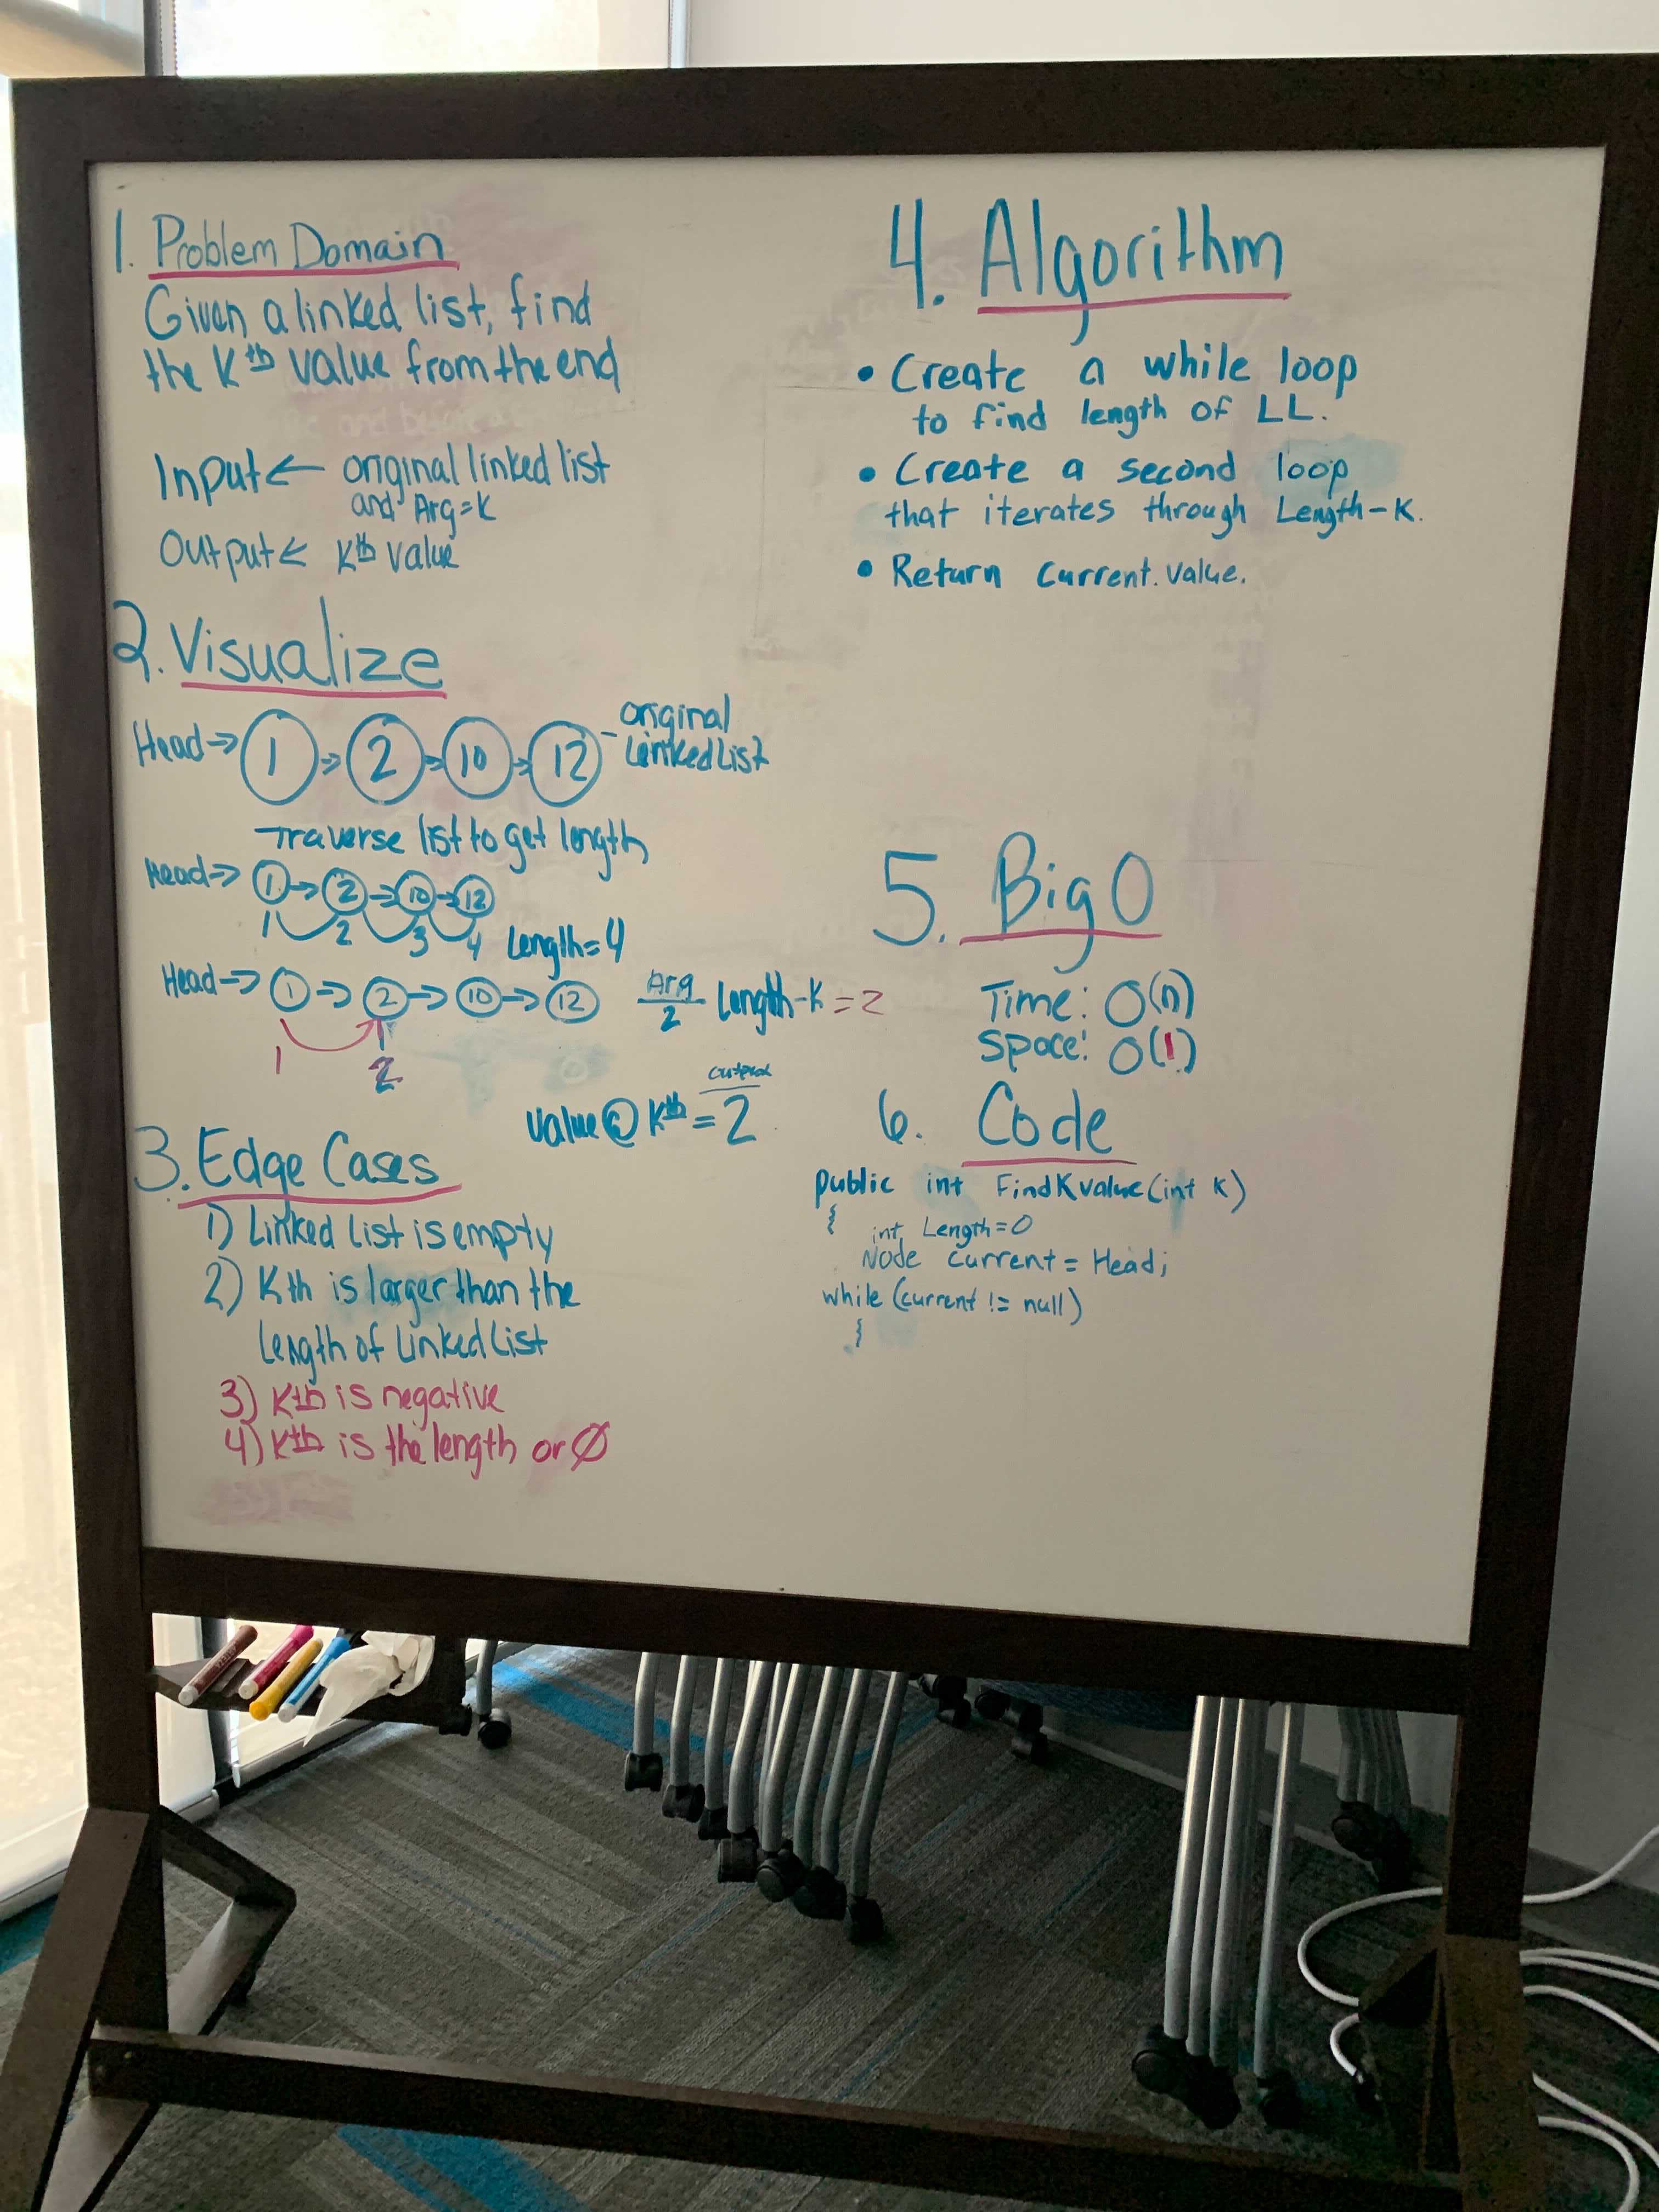 1. Problem Domain
Given a linked list, find
the Kth value from the end
Input ← original linked list
and Arg=K
Output ← Kth value
2. Visualize
Head→ 1 → 2 → 10 → 12 - original
Linked List
Traverse list to get length
Head→ 1 → 2 → 10 → 12
1 2 3 4 Length=4
Head→ 1 → 2 → 10 → 12 Arg Length-K = 2
2
1 2
output
Value @ Kth = 2
3. Edge Cases
1) Linked List is empty
2) Kth is larger than the
length of Linked List
3) Kth is negative
4) Kth is the length or Ø
4. Algorithm
• Create a while loop
to find length of LL.
• Create a second loop
that iterates through Length-K.
• Return Current.Value.
5. Big O
Time: O(n)
Space: O(1)
6. Code
public int FindKvalue(int K)
{ int Length=0
Node current = Head;
while (current != null)
{